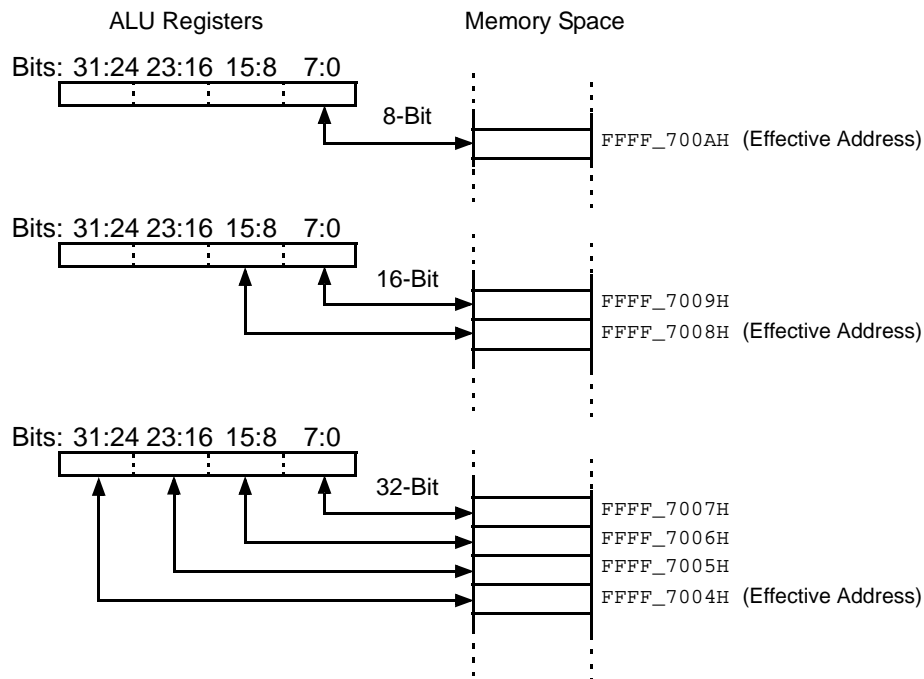 ALU Registers Memory Space
Bits: 31:24 23:16 15:8 7:0
8-Bit
FFFF_700AH (Effective Address)
Bits: 31:24 23:16 15:8 7:0
16-Bit
FFFF_7009H
FFFF_7008H (Effective Address)
Bits: 31:24 23:16 15:8 7:0
32-Bit
FFFF_7007H
FFFF_7006H
FFFF_7005H
FFFF_7004H (Effective Address)